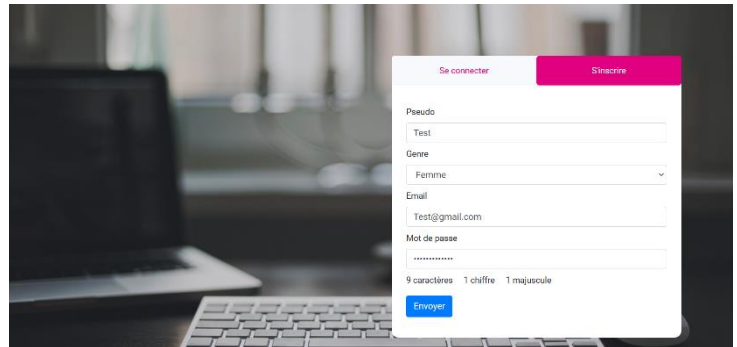 Se connecter S'inscrire
Pseudo
Test
Genre
Femme
Email
Test@gmail.com
Mot de passe
•••••••••••••
9 caractères 1 chiffre 1 majuscule
Envoyer